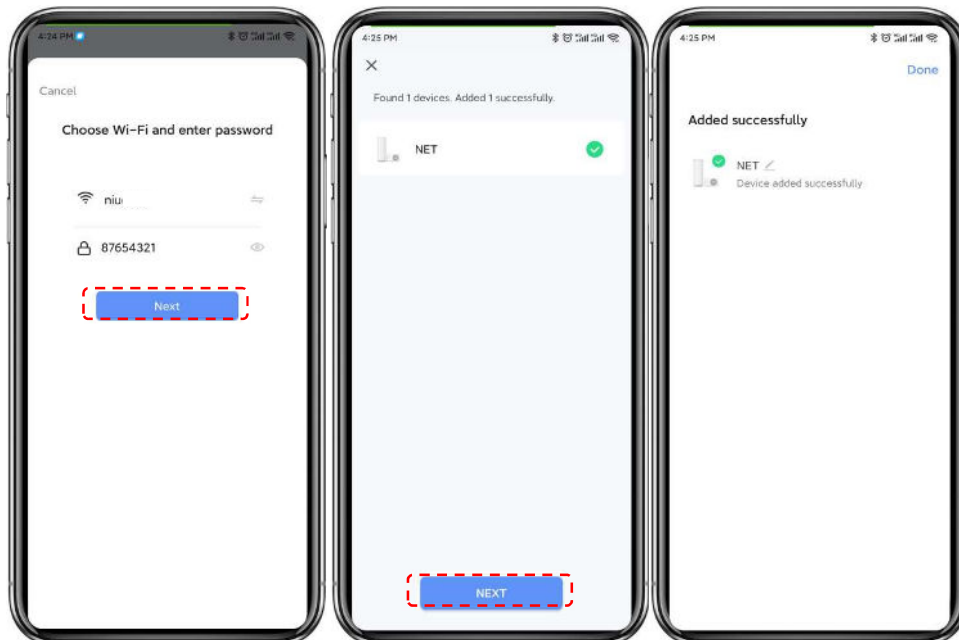 4:24 PM
Cancel
Choose Wi-Fi and enter password
niu
87654321
Next
4:25 PM
Found 1 devices. Added 1 successfully.
NET
NEXT
4:25 PM
Done
Added successfully
NET
Device added successfully